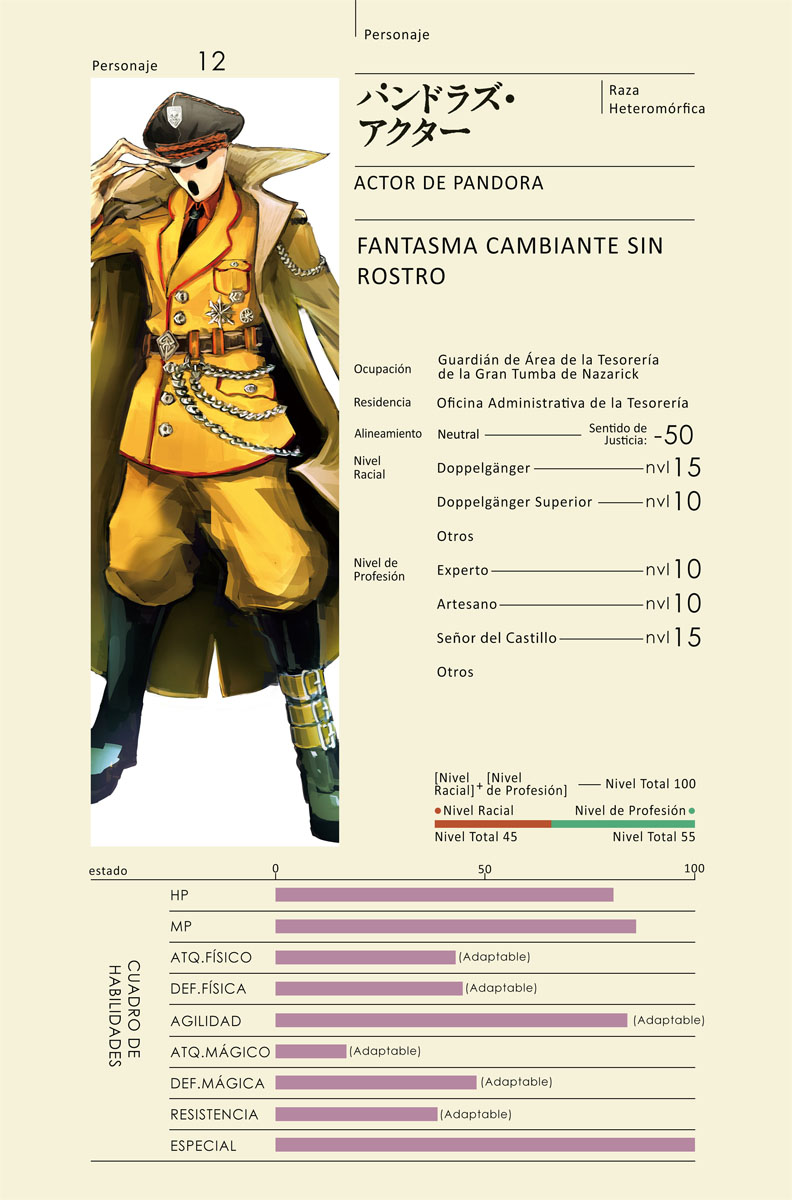 Personaje
Personaje 12
パンドラズ・
アクター
Raza
Heteromórfica
ACTOR DE PANDORA
FANTASMA CAMBIANTE SIN
ROSTRO
Ocupación
Guardián de Área de la Tesorería
de la Gran Tumba de Nazarick
Residencia Oficina Administrativa de la Tesorería
Alineamiento Neutral Sentido de
Justicia: -50
Nivel
Racial
Doppelgänger nvl 15
Doppelgänger Superior nvl 10
Otros
Nivel de
Profesión
Experto nvl 10
Artesano nvl 10
Señor del Castillo nvl 15
Otros
[Nivel
Racial] + [Nivel
de Profesión] Nivel Total 100
Nivel Racial Nivel de Profesión
Nivel Total 45 Nivel Total 55
estado 0 50 100
CUADRO DE
HABILIDADES
HP
MP
ATQ.FÍSICO (Adaptable)
DEF.FÍSICA (Adaptable)
AGILIDAD (Adaptable)
ATQ.MÁGICO (Adaptable)
DEF.MÁGICA (Adaptable)
RESISTENCIA (Adaptable)
ESPECIAL